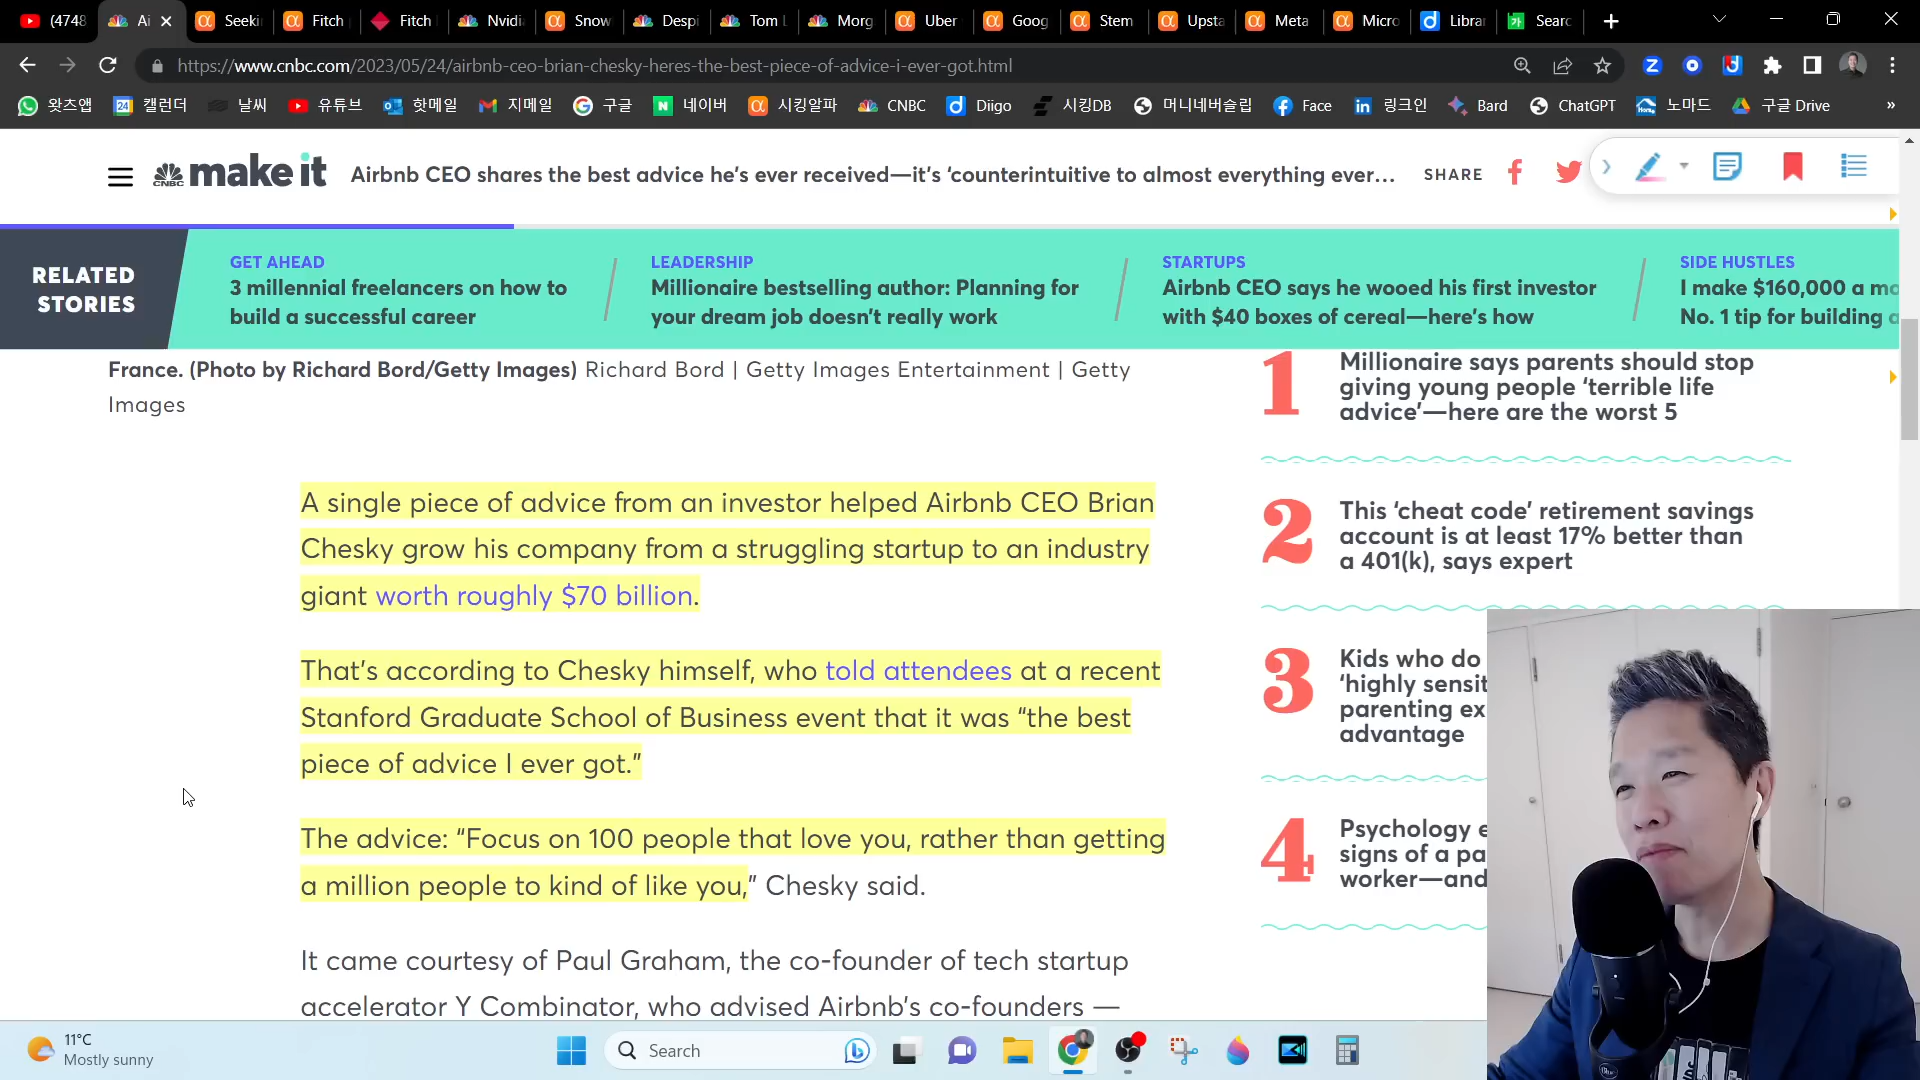 (4748
Ai
Seeki
Fitch
Fitch
Nvidi
Snow
Despi
Tom L
Morg
Uber
Goog
Stem
Upsta
Meta
Micro
Libra
Searc
https://www.cnbc.com/2023/05/24/airbnb-ceo-brian-chesky-heres-the-best-piece-of-advice-i-ever-got.html
왓츠앱
24 캘린더
날씨
유튜브
핫메일
지메일
구글
네이버
시킹알파
CNBC
Diigo
시킹DB
머니네버슬립
Face
링크인
Bard
ChatGPT
노마드
구글 Drive
»
CNBC make it
Airbnb CEO shares the best advice he's ever received—it's 'counterintuitive to almost everything ever...
SHARE
RELATED
STORIES
GET AHEAD
3 millennial freelancers on how to
build a successful career
LEADERSHIP
Millionaire bestselling author: Planning for
your dream job doesn't really work
STARTUPS
Airbnb CEO says he wooed his first investor
with $40 boxes of cereal—here's how
SIDE HUSTLES
I make $160,000 a mo
No. 1 tip for building a
France. (Photo by Richard Bord/Getty Images) Richard Bord | Getty Images Entertainment | Getty
Images
A single piece of advice from an investor helped Airbnb CEO Brian
Chesky grow his company from a struggling startup to an industry
giant worth roughly $70 billion.
That's according to Chesky himself, who told attendees at a recent
Stanford Graduate School of Business event that it was "the best
piece of advice I ever got."
The advice: "Focus on 100 people that love you, rather than getting
a million people to kind of like you," Chesky said.
It came courtesy of Paul Graham, the co-founder of tech startup
accelerator Y Combinator, who advised Airbnb's co-founders —
1
Millionaire says parents should stop
giving young people 'terrible life
advice'—here are the worst 5
2
This 'cheat code' retirement savings
account is at least 17% better than
a 401(k), says expert
3
Kids who do
'highly sensit
parenting ex
advantage
4
Psychology e
signs of a pa
worker—and
11°C
Mostly sunny
Search